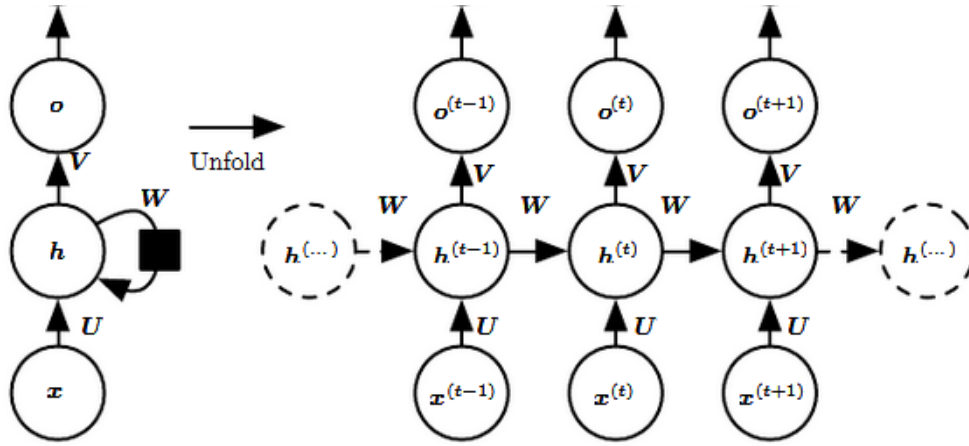 o o^(t−1) o^(t) o^(t+1)
Unfold
V V V V
W W W W W
h h^(...) h^(t−1) h^(t) h^(t+1) h^(...)
U U U U
x x^(t−1) x^(t) x^(t+1)